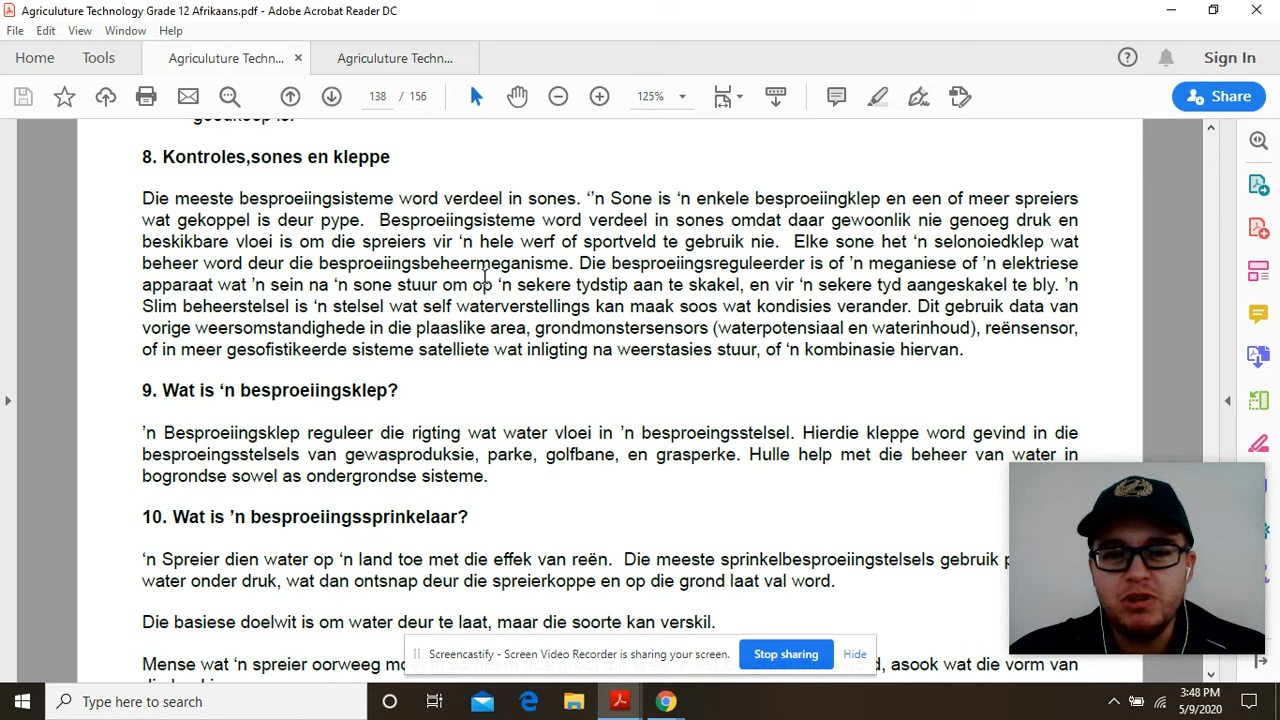 Agriculuture Technology Grade 12 Afrikaans.pdf - Adobe Acrobat Reader DC
File Edit View Window Help
Home Tools Agriculuture Techn... × Agriculuture Techn... Sign In
138 / 156 125% Share
8. Kontroles,sones en kleppe
Die meeste besproeiingsisteme word verdeel in sones. ‘’n Sone is ‘n enkele besproeiingklep en een of meer spreiers
wat gekoppel is deur pype. Besproeiingsisteme word verdeel in sones omdat daar gewoonlik nie genoeg druk en
beskikbare vloei is om die spreiers vir ‘n hele werf of sportveld te gebruik nie. Elke sone het ‘n selonoiedklep wat
beheer word deur die besproeiingsbeheermeganisme. Die besproeiingsreguleerder is of ’n meganiese of ’n elektriese
apparaat wat ’n sein na ‘n sone stuur om op ‘n sekere tydstip aan te skakel, en vir ‘n sekere tyd aangeskakel te bly. ’n
Slim beheerstelsel is ‘n stelsel wat self waterverstellings kan maak soos wat kondisies verander. Dit gebruik data van
vorige weersomstandighede in die plaaslike area, grondmonstersensors (waterpotensiaal en waterinhoud), reënsensor,
of in meer gesofistikeerde sisteme satelliete wat inligting na weerstasies stuur, of ‘n kombinasie hiervan.
9. Wat is ‘n besproeiingsklep?
’n Besproeiingsklep reguleer die rigting wat water vloei in ’n besproeingsstelsel. Hierdie kleppe word gevind in die
besproeiingsstelsels van gewasproduksie, parke, golfbane, en grasperke. Hulle help met die beheer van water in
bogrondse sowel as ondergrondse sisteme.
10. Wat is ’n besproeiingssprinkelaar?
‘n Spreier dien water op ‘n land toe met die effek van reën. Die meeste sprinkelbesproeiingstelsels gebruik
water onder druk, wat dan ontsnap deur die spreierkoppe en op die grond laat val word.
Die basiese doelwit is om water deur te laat, maar die soorte kan verskil.
Screencastify - Screen Video Recorder is sharing your screen. Stop sharing Hide
Mense wat ‘n spreier oorweeg asook wat die vorm van
Type here to search
3:48 PM
5/9/2020